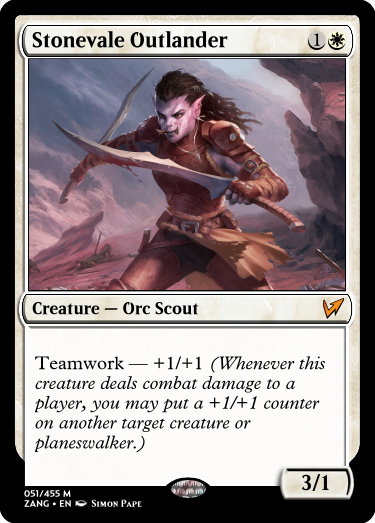 Stonevale Outlander 1
Creature — Orc Scout
Teamwork — +1/+1 (Whenever this
creature deals combat damage to a
player, you may put a +1/+1 counter
on another target creature or
planeswalker.)
3/1
051/455 M
ZANG • EN Simon Pape